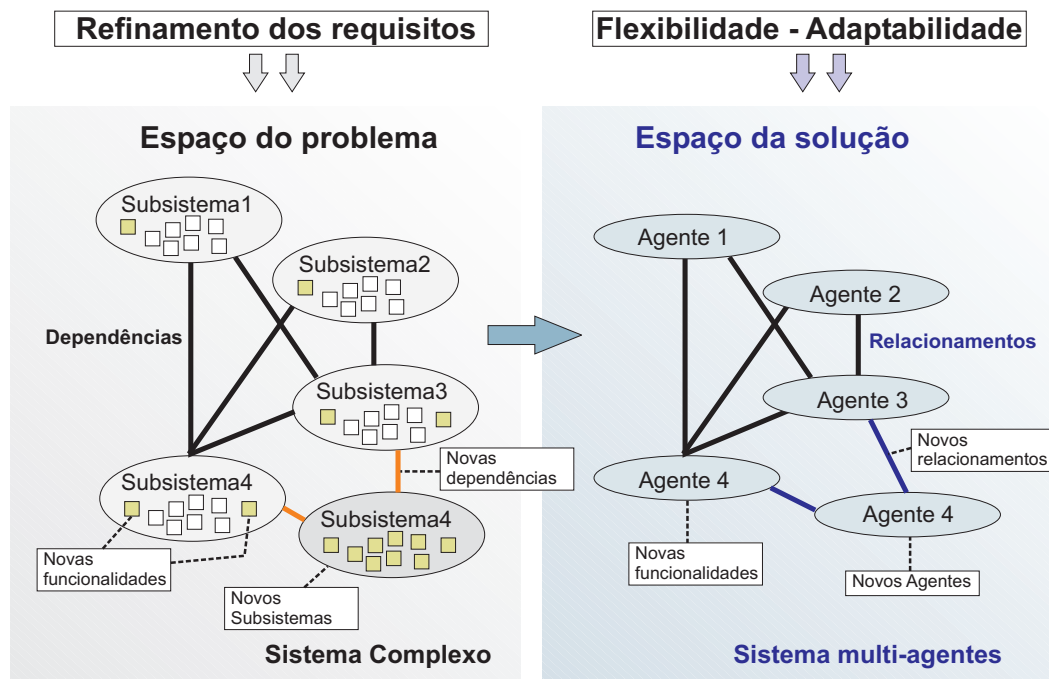 Refinamento dos requisitos
Flexibilidade - Adaptabilidade
Espaço do problema
Subsistema1
Subsistema2
Dependências
Subsistema3
Novas
dependências
Subsistema4
Subsistema4
Novas
funcionalidades
Novos
Subsistemas
Sistema Complexo
Espaço da solução
Agente 1
Agente 2
Relacionamentos
Agente 3
Novos
relacionamentos
Agente 4
Agente 4
Novas
funcionalidades
Novos Agentes
Sistema multi-agentes